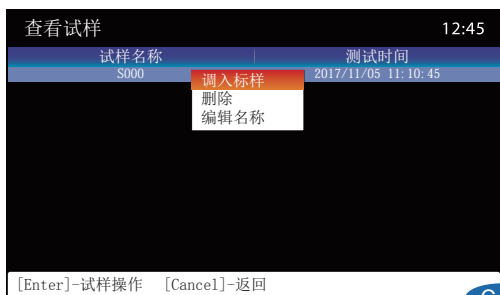 查看试样 12:45
试样名称 测试时间
S000 2017/11/05 11:10:45
调入标样
删除
编辑名称
[Enter]-试样操作 [Cancel]-返回